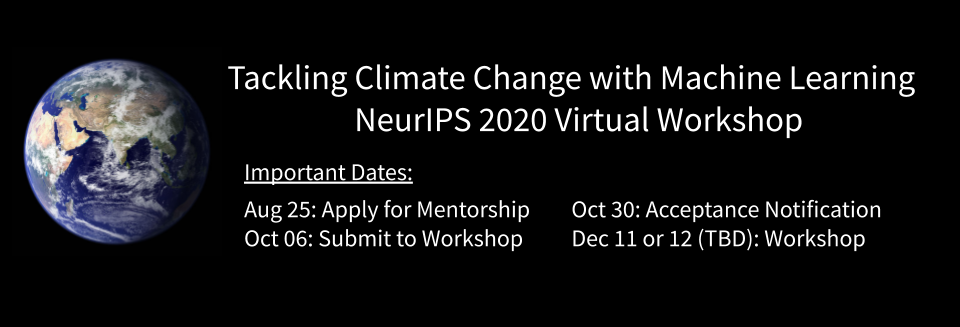 Tackling Climate Change with Machine Learning
NeurIPS 2020 Virtual Workshop
Important Dates:
Aug 25: Apply for Mentorship
Oct 06: Submit to Workshop
Oct 30: Acceptance Notification
Dec 11 or 12 (TBD): Workshop